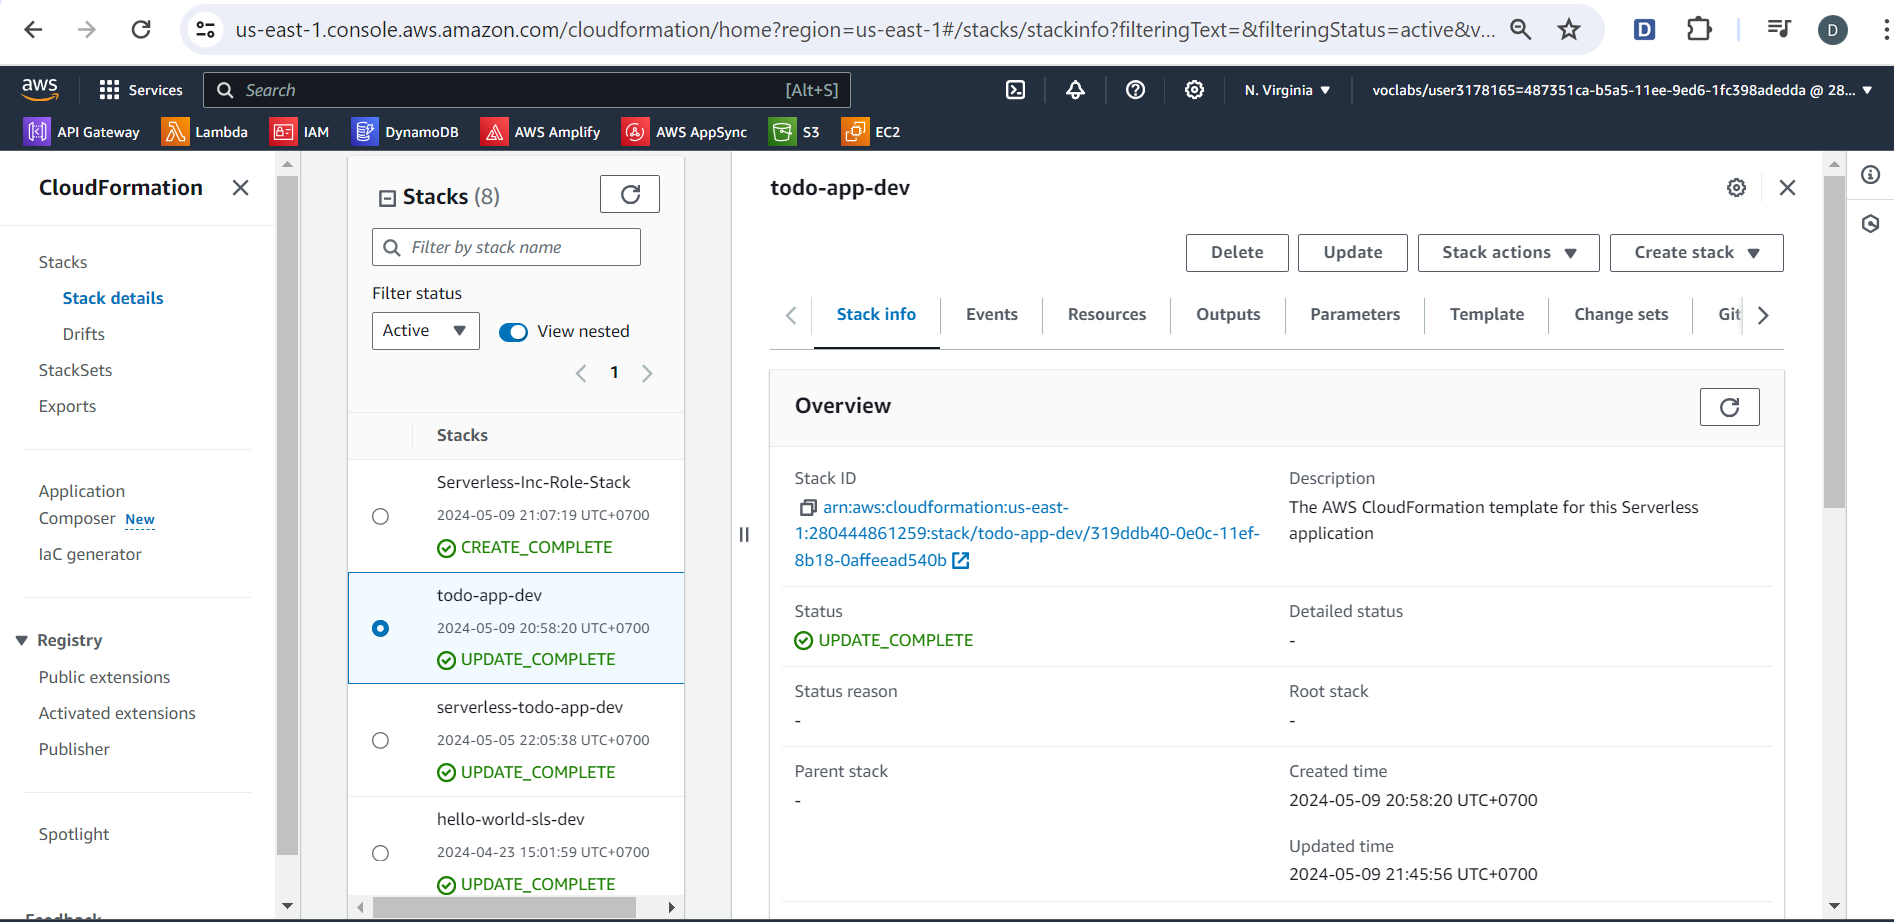 us-east-1.console.aws.amazon.com/cloudformation/home?region=us-east-1#/stacks/stackinfo?filteringText=&filteringStatus=active&v...
D
D
aws
Services
Search
[Alt+S]
N. Virginia
voclabs/user3178165=487351ca-b5a5-11ee-9ed6-1fc398adedda @ 28...
API Gateway
Lambda
IAM
DynamoDB
AWS Amplify
AWS AppSync
S3
EC2
CloudFormation
Stacks
Stack details
Drifts
StackSets
Exports
Application
Composer New
IaC generator
Registry
Public extensions
Activated extensions
Publisher
Spotlight
Feedback
Stacks (8)
Filter by stack name
Filter status
Active
View nested
1
Stacks
Serverless-Inc-Role-Stack
2024-05-09 21:07:19 UTC+0700
CREATE_COMPLETE
todo-app-dev
2024-05-09 20:58:20 UTC+0700
UPDATE_COMPLETE
serverless-todo-app-dev
2024-05-05 22:05:38 UTC+0700
UPDATE_COMPLETE
hello-world-sls-dev
2024-04-23 15:01:59 UTC+0700
UPDATE_COMPLETE
todo-app-dev
Delete
Update
Stack actions
Create stack
Stack info
Events
Resources
Outputs
Parameters
Template
Change sets
Git
Overview
Stack ID
arn:aws:cloudformation:us-east-
1:280444861259:stack/todo-app-dev/319ddb40-0e0c-11ef-
8b18-0affeead540b
Description
The AWS CloudFormation template for this Serverless
application
Status
UPDATE_COMPLETE
Detailed status
-
Status reason
-
Root stack
-
Parent stack
-
Created time
2024-05-09 20:58:20 UTC+0700
Updated time
2024-05-09 21:45:56 UTC+0700